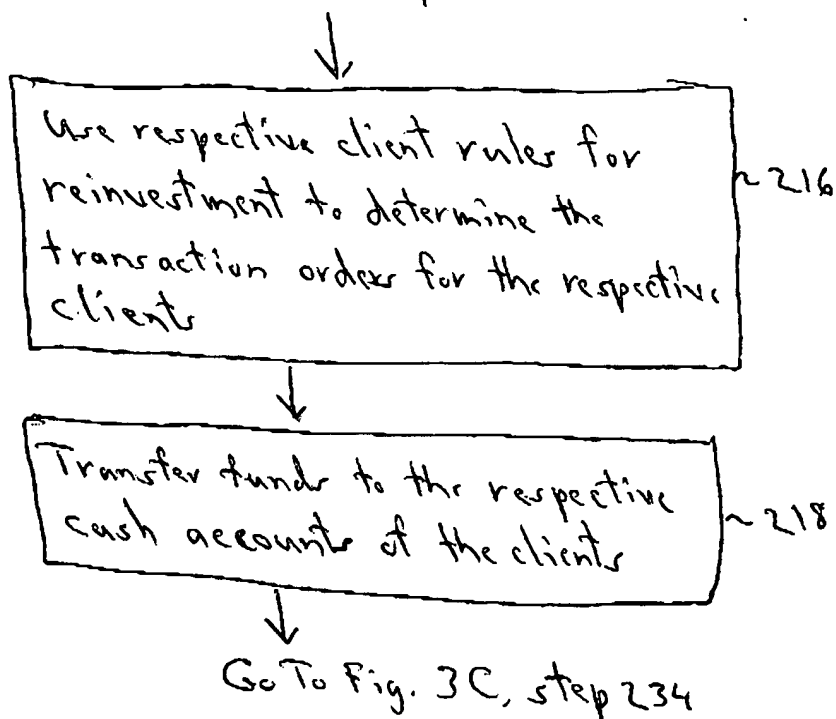 Use respective client rules for
reinvestment to determine the
transaction orders for the respective
clients
~216
Transfer funds to the respective
cash accounts of the clients
~218
Go To Fig. 3C, step 234